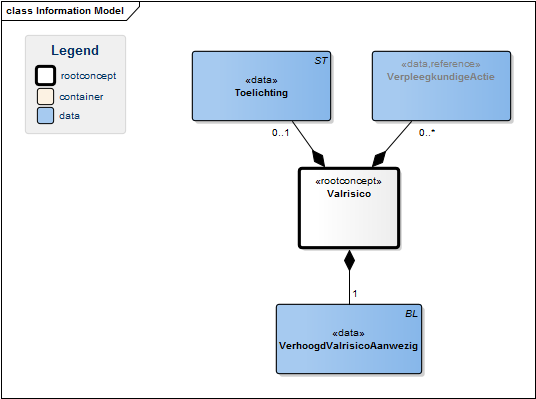 class Information Model
Legend
rootconcept
container
data
ST
«data»
Toelichting
«data,reference»
VerpleegkundigeActie
0..1
0..*
«rootconcept»
Valrisico
1
BL
«data»
VerhoogdValrisicoAanwezig